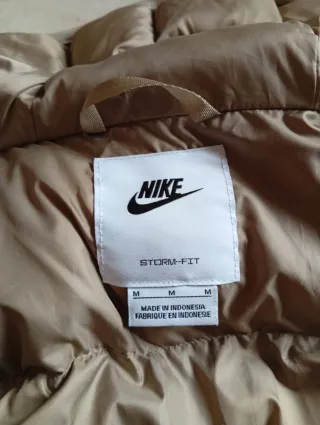 NIKE
STORM-FIT
M M M
MADE IN INDONESIA
FABRIQUE EN INDONESIE